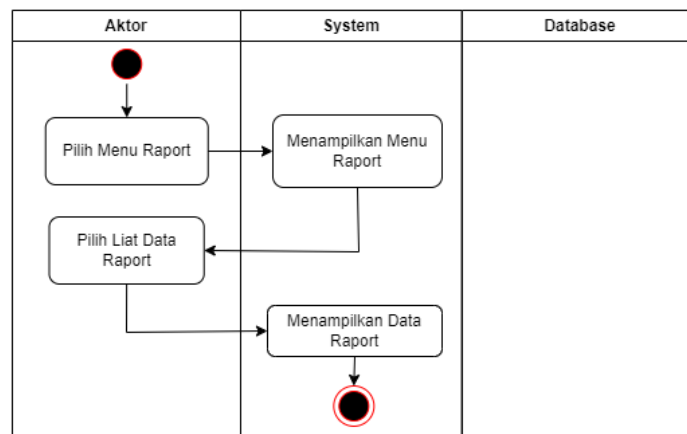 Aktor
System
Database
Pilih Menu Raport
Menampilkan Menu
Raport
Pilih Liat Data
Raport
Menampilkan Data
Raport